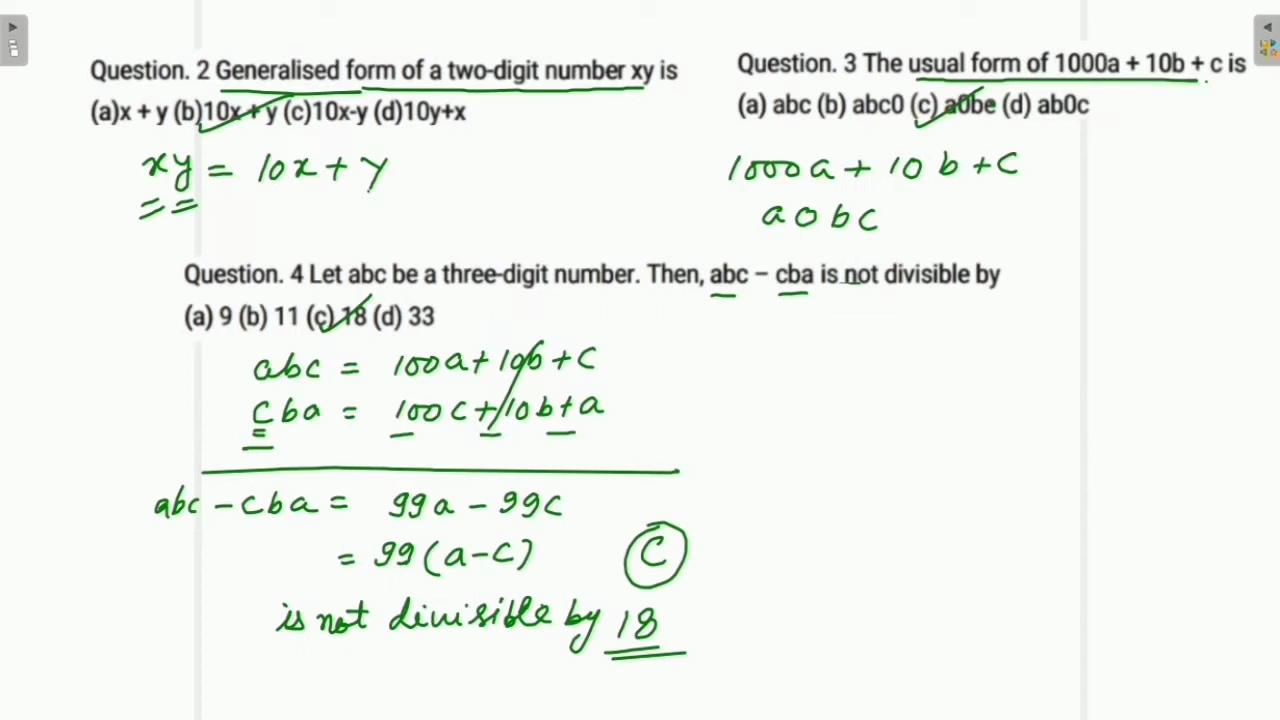 Question. 2 Generalised form of a two-digit number xy is
(a)x + y (b)10x + y (c)10x-y (d)10y+x
xy = 10x + y
Question. 3 The usual form of 1000a + 10b + c is
(a) abc (b) abc0 (c) a0bc (d) ab0c
1000a + 10b + c
a0bc
Question. 4 Let abc be a three-digit number. Then, abc – cba is not divisible by
(a) 9 (b) 11 (c) 18 (d) 33
abc = 100a + 10b + c
cba = 100c + 10b + a
abc - cba = 99a - 99c
= 99(a-c)
C
is not divisible by 18